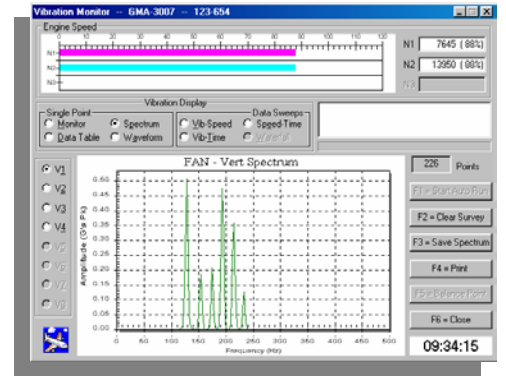 Vibration Monitor -- GMA-3007 -- 123-654
Engine Speed
0 10 20 30 40 50 60 70 80 90 100 110 120
N1-
N2-
N3-
N1 7645 ( 88%)
N2 13950 ( 88%)
N3
Vibration Display
Single Point
Data Sweeps
Monitor Spectrum Vib-Speed Speed-Time
Data Table Waveform Vib-Time Waterfall
V1
V2
V3
V4
V5
V6
V7
V8
FAN - Vert Spectrum
Amplitude (G's Pk)
0.50
0.45
0.40
0.35
0.30
0.25
0.20
0.15
0.10
0.05
0.00
0 50 100 150 200 250 300 350 400 450 500
Frequency (Hz)
226 Points
F1 = Start Auto Run
F2 = Clear Survey
F3 = Save Spectrum
F4 = Print
F5 = Balance Point
F6 = Close
09:34:15